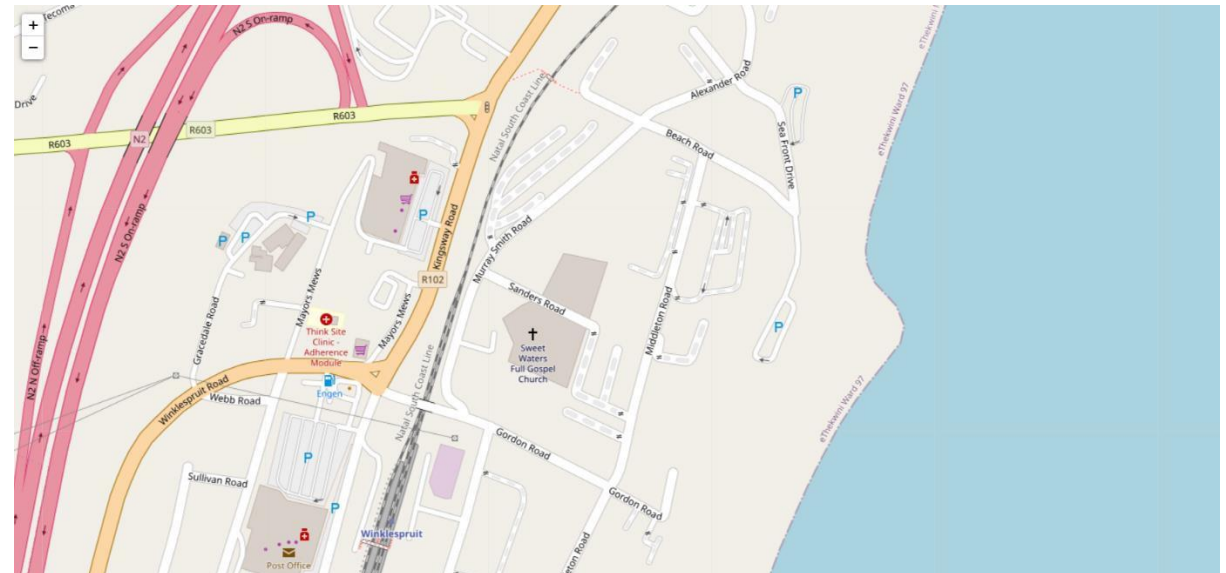 +
−
Tecoma
N2 S On-ramp
Drive
R603
N2
R603
R603
N2 S On-ramp
N2 N Off-ramp
Natal South Coast Line
Alexander Road
P
Beach Road
Sea Front Drive
eThekwini Ward 97
P
P
P
P
Kingsway Road
R102
Mayors Mews
Mayors Mews
Gracedale Road
Murray Smith Road
Sanders Road
Middleton Road
P
Think Site
Clinic -
Adherence
Module
Sweet
Waters
Full Gospel
Church
Engen
Winklespruit Road
Webb Road
Natal South Coast Line
Gordon Road
eThekwini Ward 97
P
Sullivan Road
P
Gordon Road
Winklespruit
Post Office
eton Road